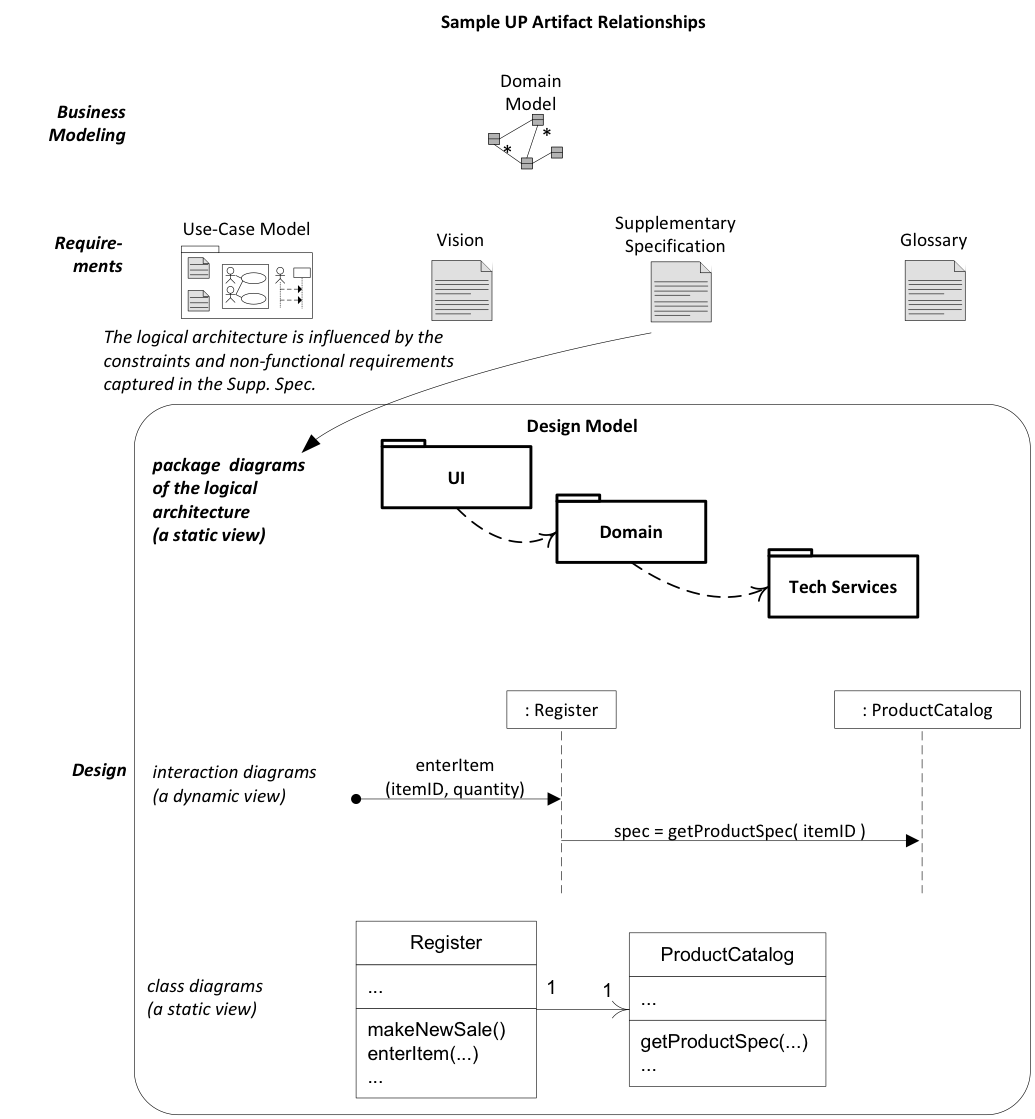 Sample UP Artifact Relationships
Domain
Model
Business
Modeling
*
*
Require-
ments
Use-Case Model
Vision
Supplementary
Specification
Glossary
The logical architecture is influenced by the
constraints and non-functional requirements
captured in the Supp. Spec.
Design Model
package diagrams
of the logical
architecture
(a static view)
UI
Domain
Tech Services
: Register
: ProductCatalog
Design
interaction diagrams
(a dynamic view)
enterItem
(itemID, quantity)
spec = getProductSpec( itemID )
class diagrams
(a static view)
Register
...
makeNewSale()
enterItem(...)
...
1
1
ProductCatalog
...
getProductSpec(...)
...